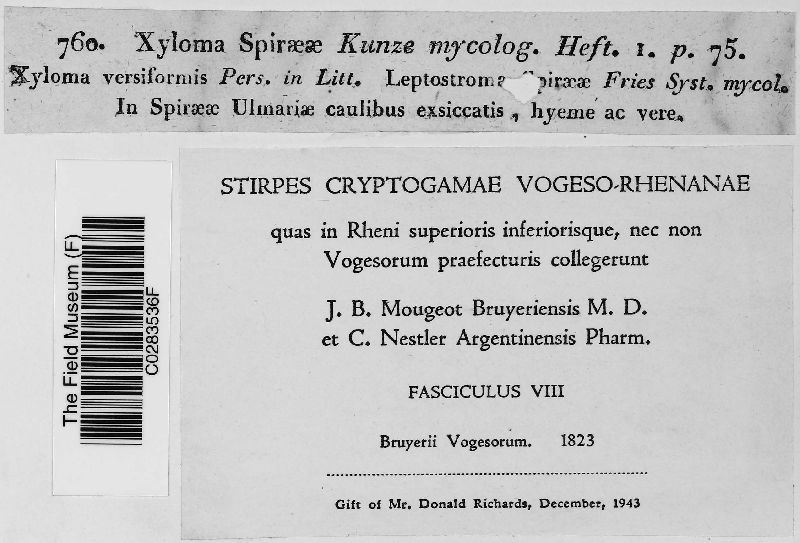 760. Xyloma Spirææ Kunze mycolog. Heft. 1. p. 75.
Xyloma versiformis Pers. in Litt. Leptostroma Spirææ Fries Syst. mycol.
In Spirææ Ulmariæ caulibus exsiccatis, hyeme ac vere.
STIRPES CRYPTOGAMAE VOGESO-RHENANAE
quas in Rheni superioris inferiorisque, nec non
Vogesorum praefecturis collegerunt
J. B. Mougeot Bruyeriensis M. D.
et C. Nestler Argentinensis Pharm.
FASCICULUS VIII
Bruyerii Vogesorum. 1823
Gift of Mr. Donald Richards, December, 1943
The Field Museum (F)
C0283536F